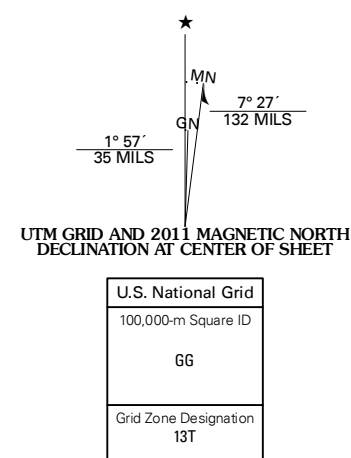 ★
MN
7° 27´
132 MILS
GN
1° 57´
35 MILS
UTM GRID AND 2011 MAGNETIC NORTH
DECLINATION AT CENTER OF SHEET
U.S. National Grid
100,000-m Square ID
GG
Grid Zone Designation
13T